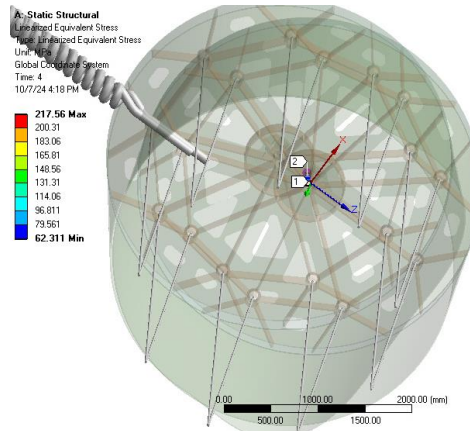 A: Static Structural
Linearized Equivalent Stress
Type: Linearized Equivalent Stress
Unit: MPa
Global Coordinate System
Time: 4
10/7/24 4:18 PM
217.56 Max
200.31
183.06
165.81
148.56
131.31
114.06
96.811
79.561
62.311 Min
X
2
1
Z
0.00 1000.00 2000.00 (mm)
500.00 1500.00